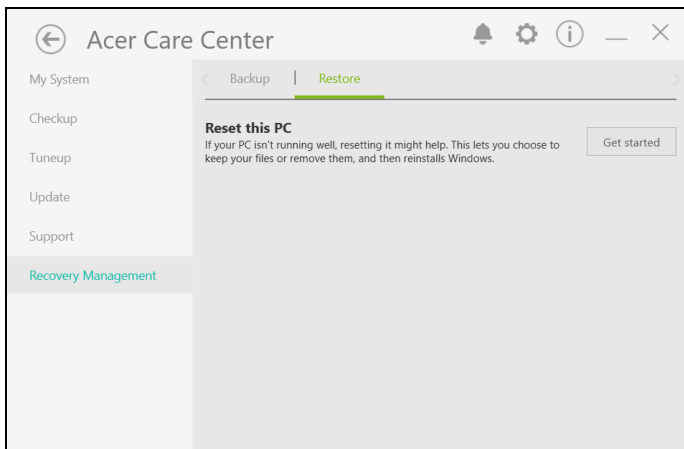 Acer Care Center
My System
Checkup
Tuneup
Update
Support
Recovery Management
Backup | Restore
Reset this PC
If your PC isn't running well, resetting it might help. This lets you choose to
keep your files or remove them, and then reinstalls Windows.
Get started